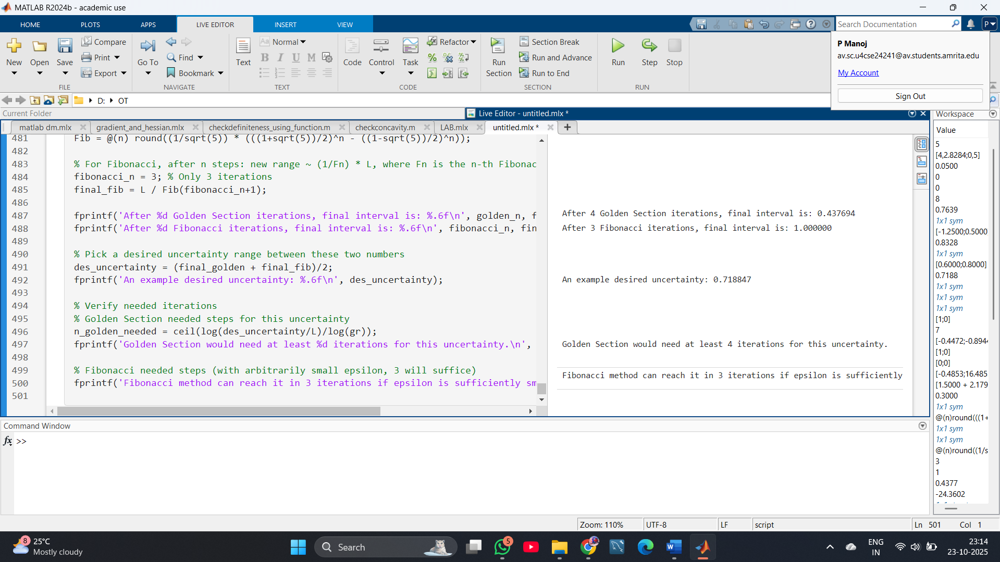 MATLAB R2024b - academic use
HOME PLOTS APPS LIVE EDITOR INSERT VIEW
Search Documentation
P
New
Open
Save
Compare
Print
Export
FILE
Go To
Find
Bookmark
NAVIGATE
Text
Aa Normal
B I U M
TEXT
Code
Control
Task
Refactor
CODE
Run Section
Section Break
Run and Advance
Run to End
SECTION
Run
Step
Stop
RUN
P Manoj
av.sc.u4cse24241@av.students.amrita.edu
My Account
Sign Out
D: OT
Current Folder
Live Editor - untitled.mlx *
matlab dm.mlx gradient_and_hessian.mlx checkdefiniteness_using_function.m checkconcavity.m LAB.mlx untitled.mlx *
481 Fib = @(n) round((1/sqrt(5)) * (((1+sqrt(5))/2)^n - ((1-sqrt(5))/2)^n));
482
483 % For Fibonacci, after n steps: new range ~ (1/Fn) * L, where Fn is the n-th Fibonac
484 fibonacci_n = 3; % Only 3 iterations
485 final_fib = L / Fib(fibonacci_n+1);
486
487 fprintf('After %d Golden Section iterations, final interval is: %.6f\n', golden_n, f
488 fprintf('After %d Fibonacci iterations, final interval is: %.6f\n', fibonacci_n, fin
489
490 % Pick a desired uncertainty range between these two numbers
491 des_uncertainty = (final_golden + final_fib)/2;
492 fprintf('An example desired uncertainty: %.6f\n', des_uncertainty);
493
494 % Verify needed iterations
495 % Golden Section needed steps for this uncertainty
496 n_golden_needed = ceil(log(des_uncertainty/L)/log(gr));
497 fprintf('Golden Section would need at least %d iterations for this uncertainty.\n',
498
499 % Fibonacci needed steps (with arbitrarily small epsilon, 3 will suffice)
500 fprintf('Fibonacci method can reach it in 3 iterations if epsilon is sufficiently sm
501
After 4 Golden Section iterations, final interval is: 0.437694
After 3 Fibonacci iterations, final interval is: 1.000000
An example desired uncertainty: 0.718847
Golden Section would need at least 4 iterations for this uncertainty.
Fibonacci method can reach it in 3 iterations if epsilon is sufficiently
Workspace
Value
5
[4,2.8284;0,5]
0.0500
0
0
8
0.7639
1x1 sym
[-1.2500;0.5000
0.8328
1x1 sym
[0.6000;0.8000]
0.7188
1x1 sym
1x1 sym
1x1 sym
[1;0]
7
[-0.4472;-0.894
[1;0]
[0;0]
[-0.4853;16.485
[1.5000 + 2.179
0.3000
1x1 sym
@(n)round(((1+
1x1 sym
1x1 sym
@(n)round((1/s
3
1
0.4377
-24.3602
Command Window
fx >>
Zoom: 110% UTF-8 LF script Ln 501 Col 1
8
25°C
Mostly cloudy
Search
5
ENG
IN
23:14
23-10-2025